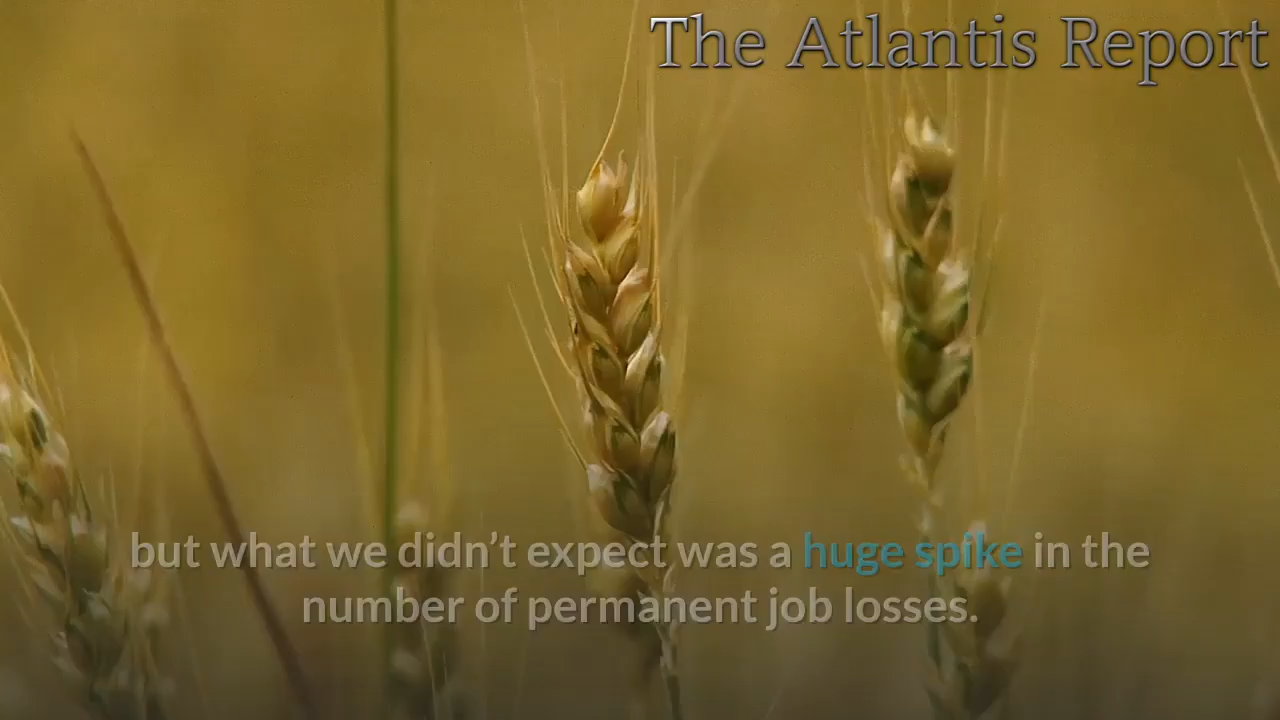 The Atlantis Report
but what we didn't expect was a huge spike in the
number of permanent job losses.